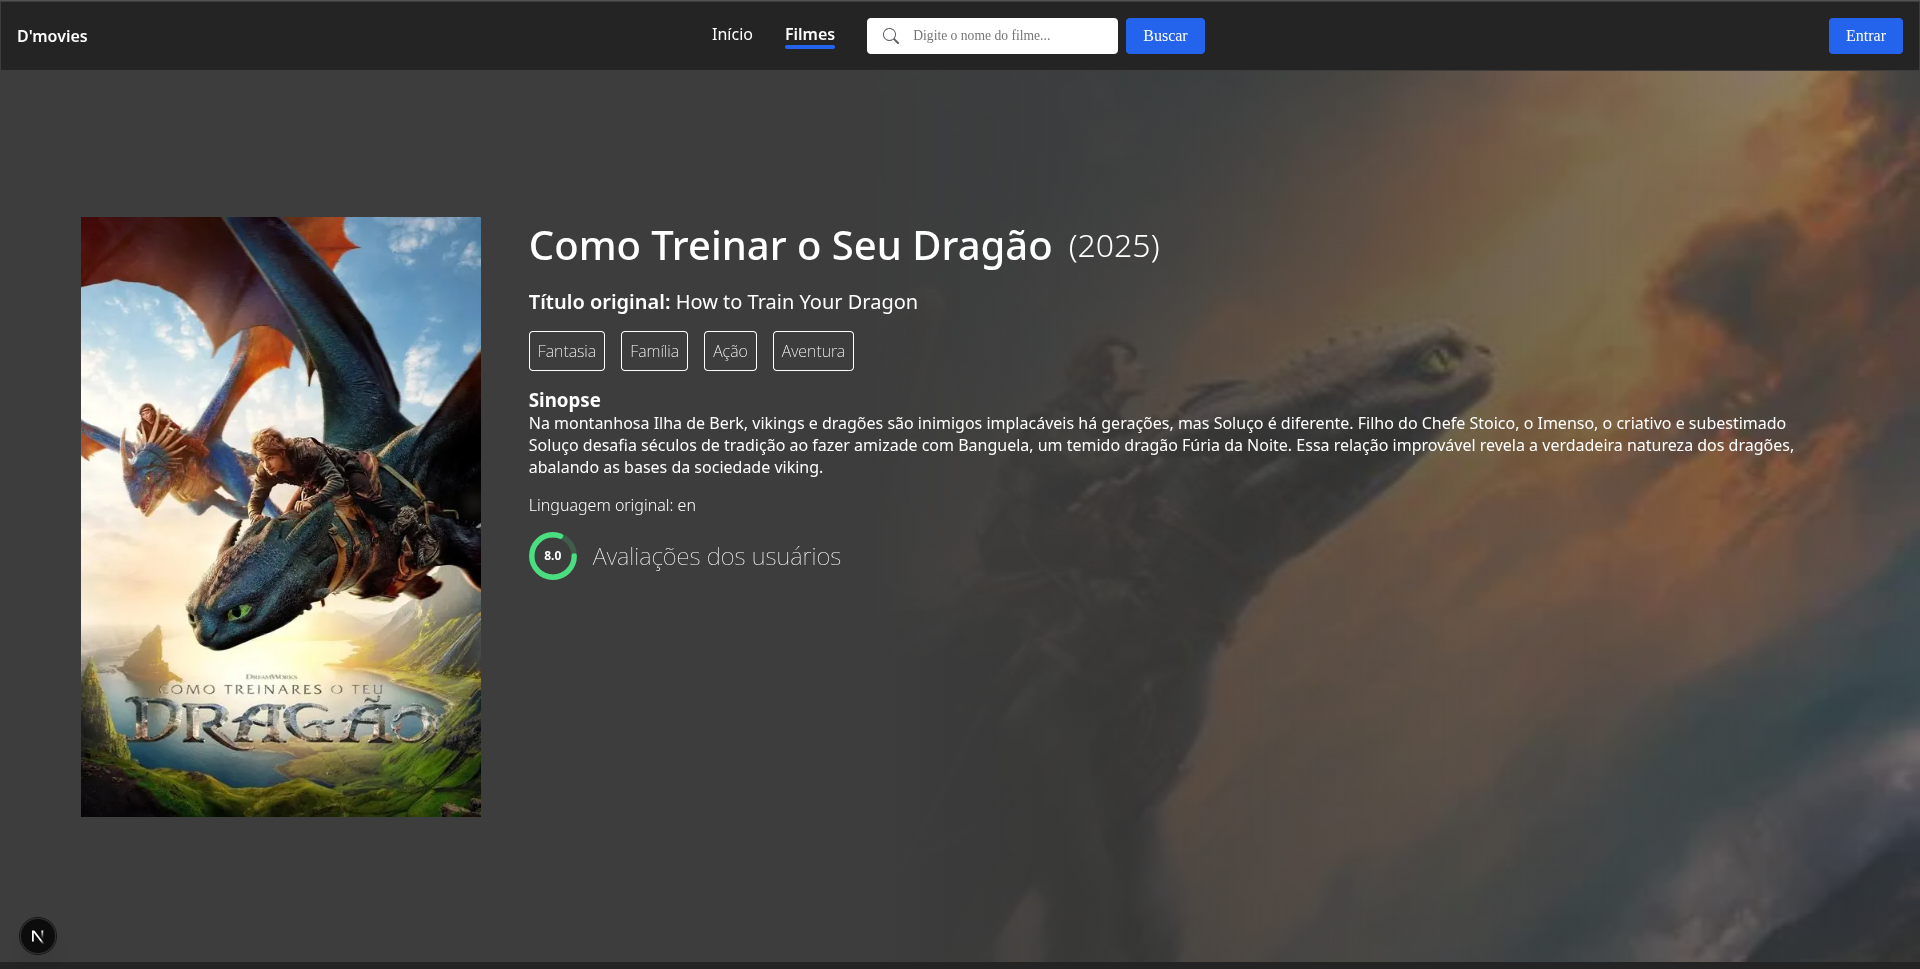 D'movies
Início
Filmes
Digite o nome do filme...
Buscar
Entrar
Como Treinar o Seu Dragão (2025)
Título original: How to Train Your Dragon
Fantasia
Família
Ação
Aventura
Sinopse
Na montanhosa Ilha de Berk, vikings e dragões são inimigos implacáveis há gerações, mas Soluço é diferente. Filho do Chefe Stoico, o Imenso, o criativo e subestimado
Soluço desafia séculos de tradição ao fazer amizade com Banguela, um temido dragão Fúria da Noite. Essa relação improvável revela a verdadeira natureza dos dragões,
abalando as bases da sociedade viking.
Linguagem original: en
8.0
Avaliações dos usuários
DREAMWORKS
COMO TREINARES O TEU
DRAGÃO
N